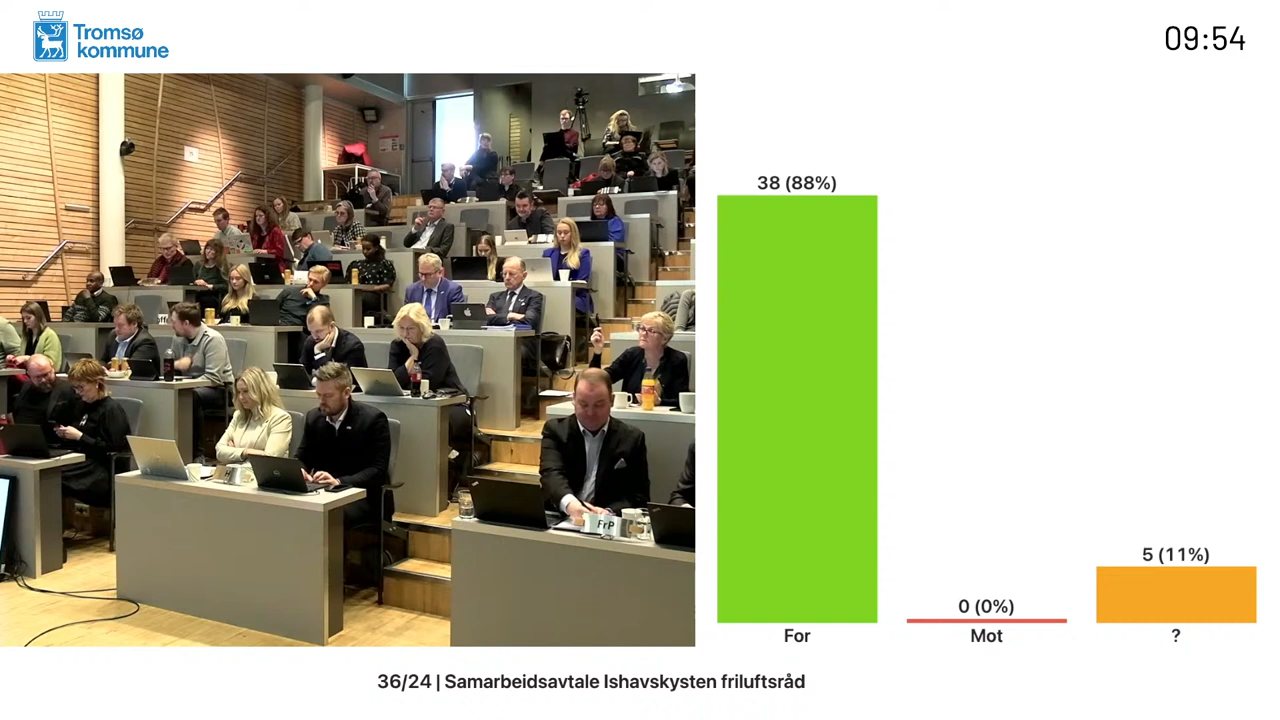 Tromsø
kommune
09:54
38 (88%)
0 (0%)
5 (11%)
For
Mot
?
H
FrP
36/24 | Samarbeidsavtale Ishavskysten friluftsråd